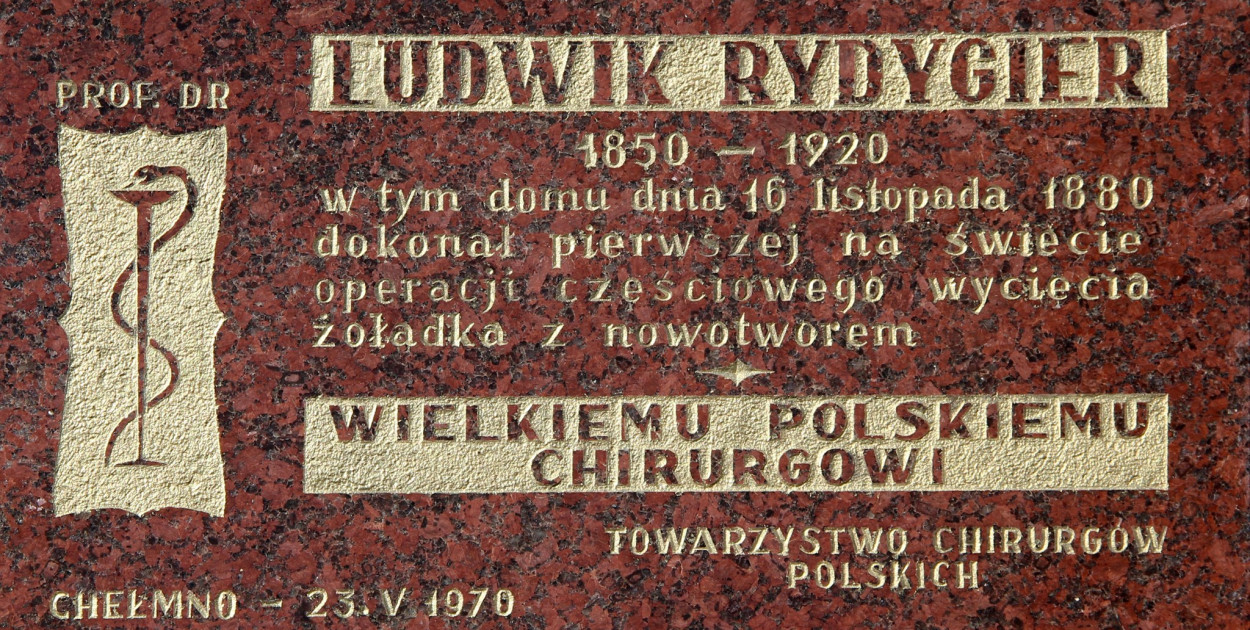 PROF. DR
LUDWIK RYDYGIER
1850 – 1920
w tym domu dnia 16 listopada 1880
dokonał pierwszej na świecie
operacji częściowego wycięcia
żołądka z nowotworem
WIELKIEMU POLSKIEMU
CHIRURGOWI
TOWARZYSTWO CHIRURGÓW
POLSKICH
CHEŁMNO – 23. V 1970